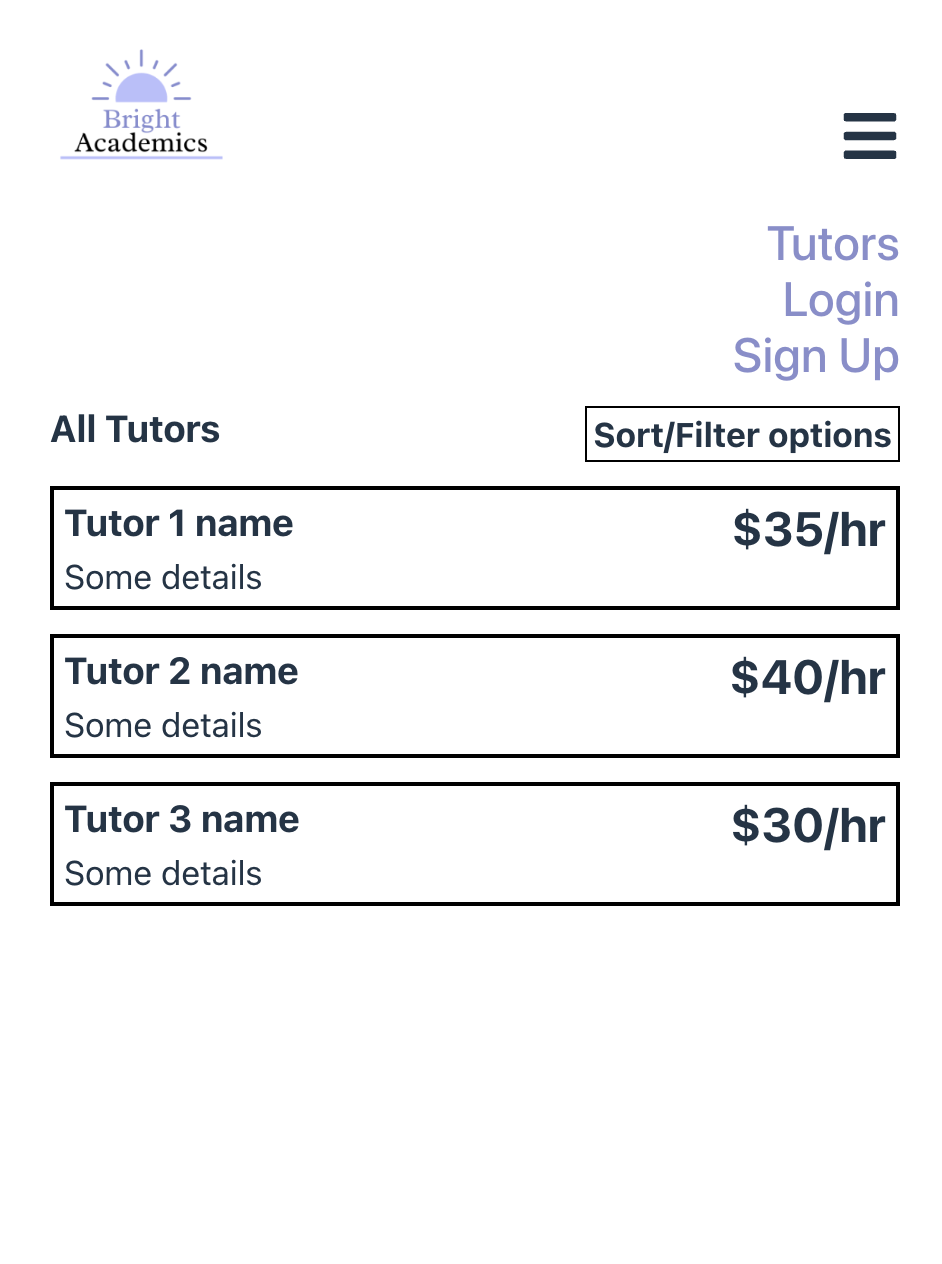 Bright
Academics
Tutors
Login
Sign Up
All Tutors
Sort/Filter options
Tutor 1 name
$35/hr
Some details
Tutor 2 name
$40/hr
Some details
Tutor 3 name
$30/hr
Some details